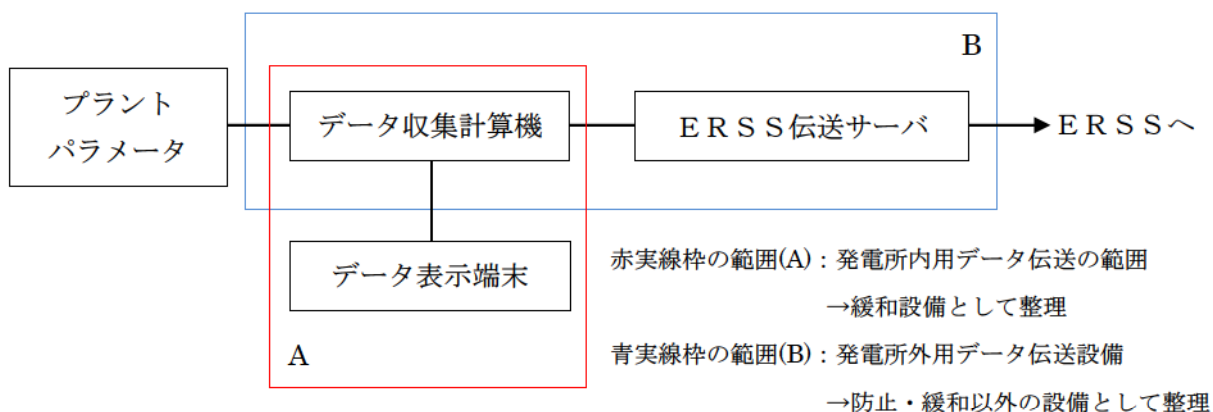 B
プラント
パラメータ
データ収集計算機
ＥＲＳＳ伝送サーバ
ＥＲＳＳへ
データ表示端末
A
赤実線枠の範囲(A)：発電所内用データ伝送の範囲
→緩和設備として整理
青実線枠の範囲(B)：発電所外用データ伝送設備
→防止・緩和以外の設備として整理